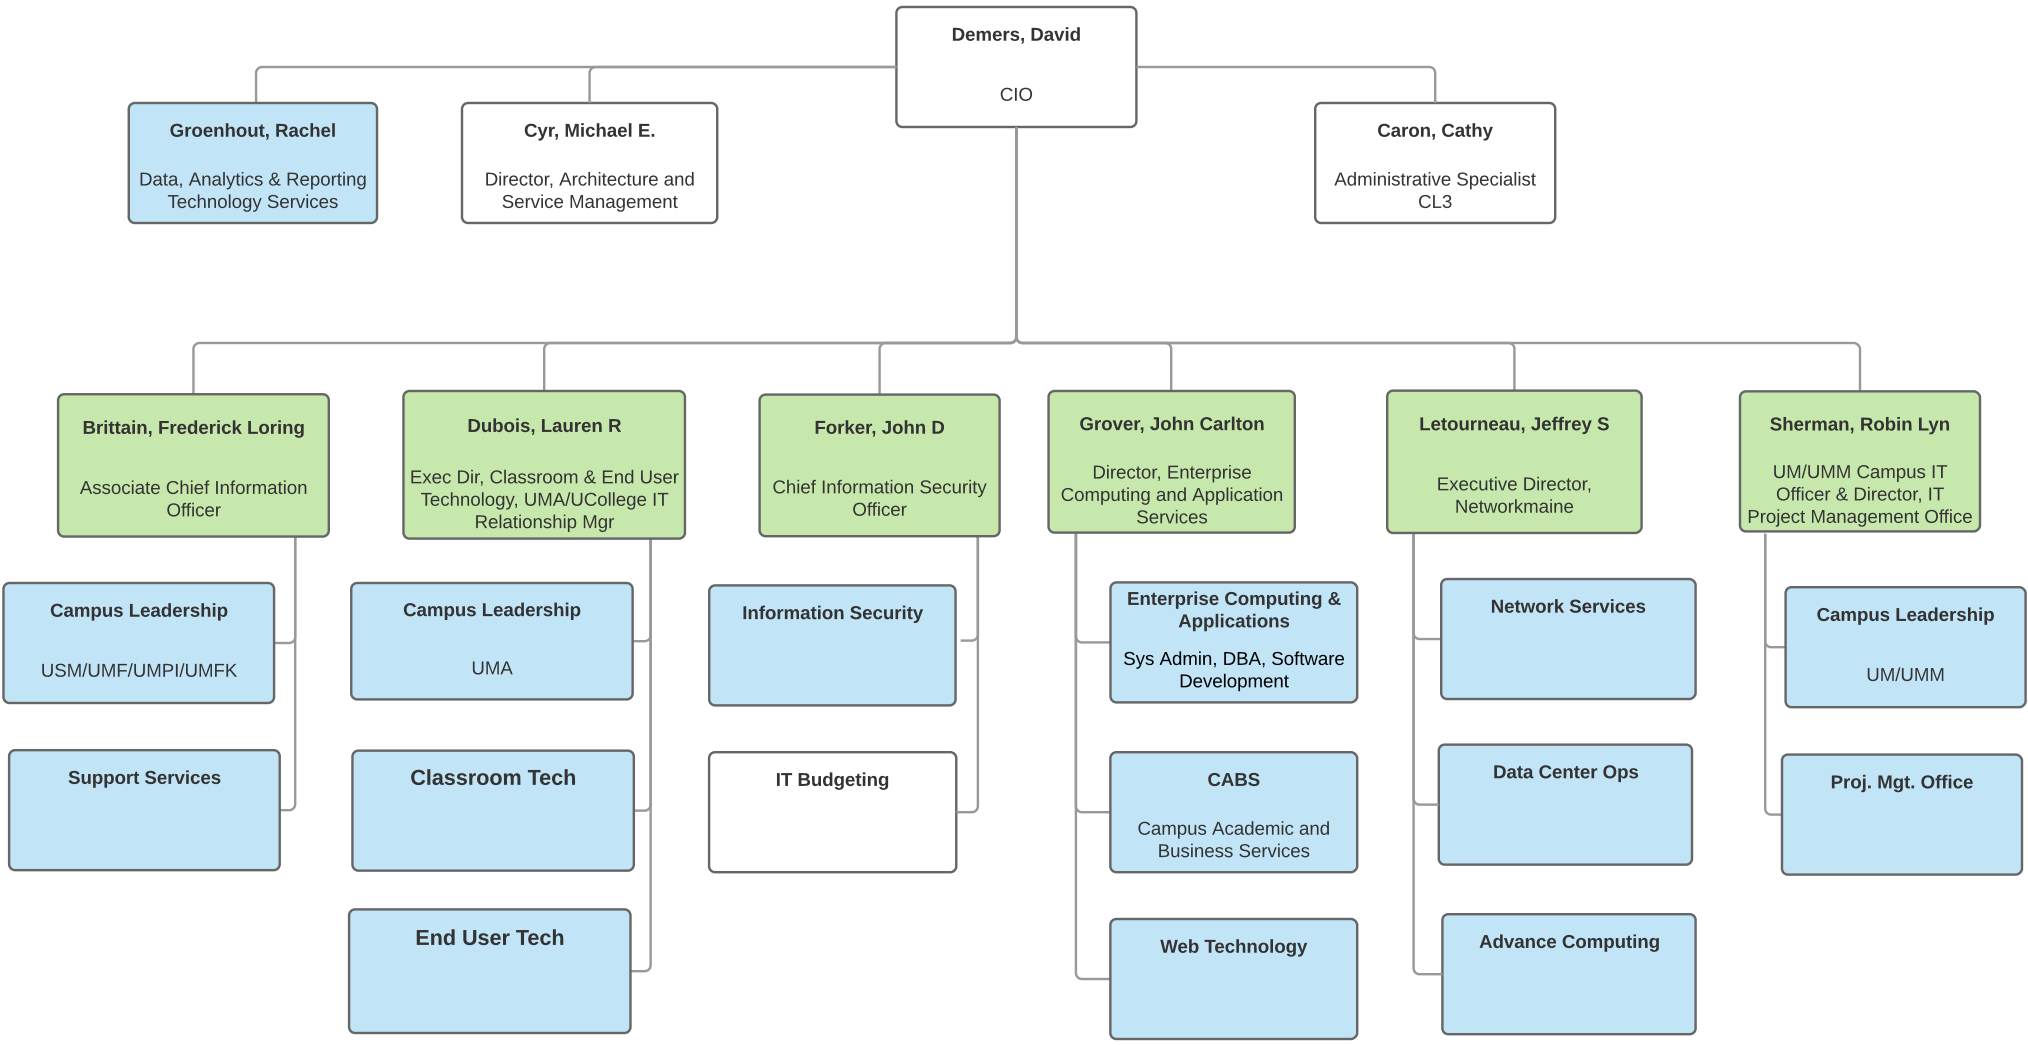 Demers, David
CIO
Groenhout, Rachel
Data, Analytics & Reporting
Technology Services
Cyr, Michael E.
Director, Architecture and
Service Management
Caron, Cathy
Administrative Specialist
CL3
Brittain, Frederick Loring
Associate Chief Information
Officer
Dubois, Lauren R
Exec Dir, Classroom & End User
Technology, UMA/UCollege IT
Relationship Mgr
Forker, John D
Chief Information Security
Officer
Grover, John Carlton
Director, Enterprise
Computing and Application
Services
Letourneau, Jeffrey S
Executive Director,
Networkmaine
Sherman, Robin Lyn
UM/UMM Campus IT
Officer & Director, IT
Project Management Office
Campus Leadership
USM/UMF/UMPI/UMFK
Campus Leadership
UMA
Information Security
Enterprise Computing &
Applications
Sys Admin, DBA, Software
Development
Network Services
Campus Leadership
UM/UMM
Support Services
Classroom Tech
IT Budgeting
CABS
Campus Academic and
Business Services
Data Center Ops
Proj. Mgt. Office
End User Tech
Web Technology
Advance Computing